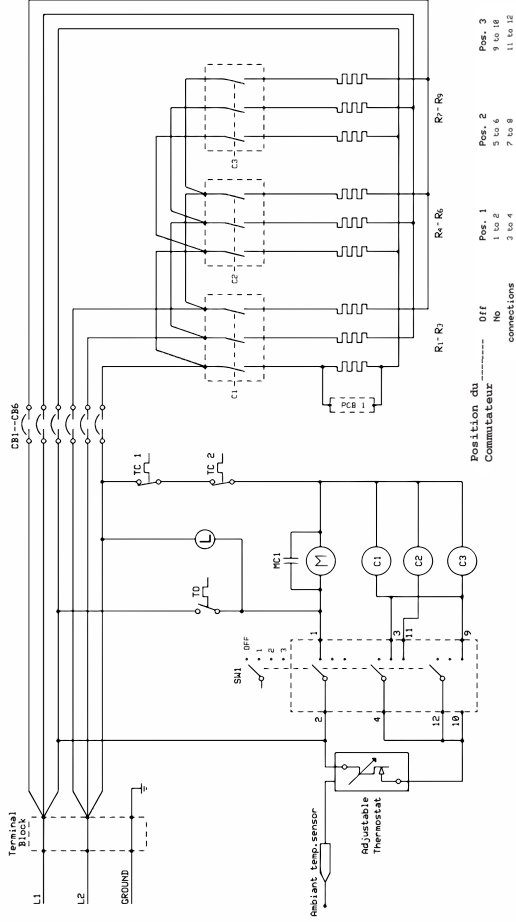 Terminal
Block
L1
L2
GROUND
CB1--CB6
TC 1
TC 2
TO
L
MC1
M
C1
C2
C3
SW1
OFF
1
2
3
1
3
11
9
2
4
12
10
Ambiant temp.sensor
Adjustable
Thermostat
C1
C2
C3
PCB 1
R1-R3
R4-R6
R7-R9
Position du -------- Off Pos. 1 Pos. 2 Pos. 3
Commutateur No 1 to 2 5 to 6 9 to 10
connections 3 to 4 7 to 8 11 to 12